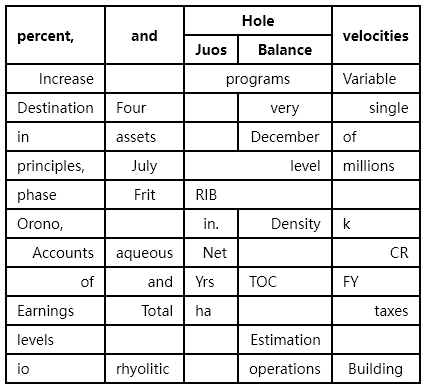 percent, and Hole velocities
Juos Balance
Increase programs Variable
Destination Four very single
in assets December of
principles, July level millions
phase Frit RIB
Orono, in. Density k
Accounts aqueous Net CR
of and Yrs TOC FY
Earnings Total ha taxes
levels Estimation
io rhyolitic operations Building